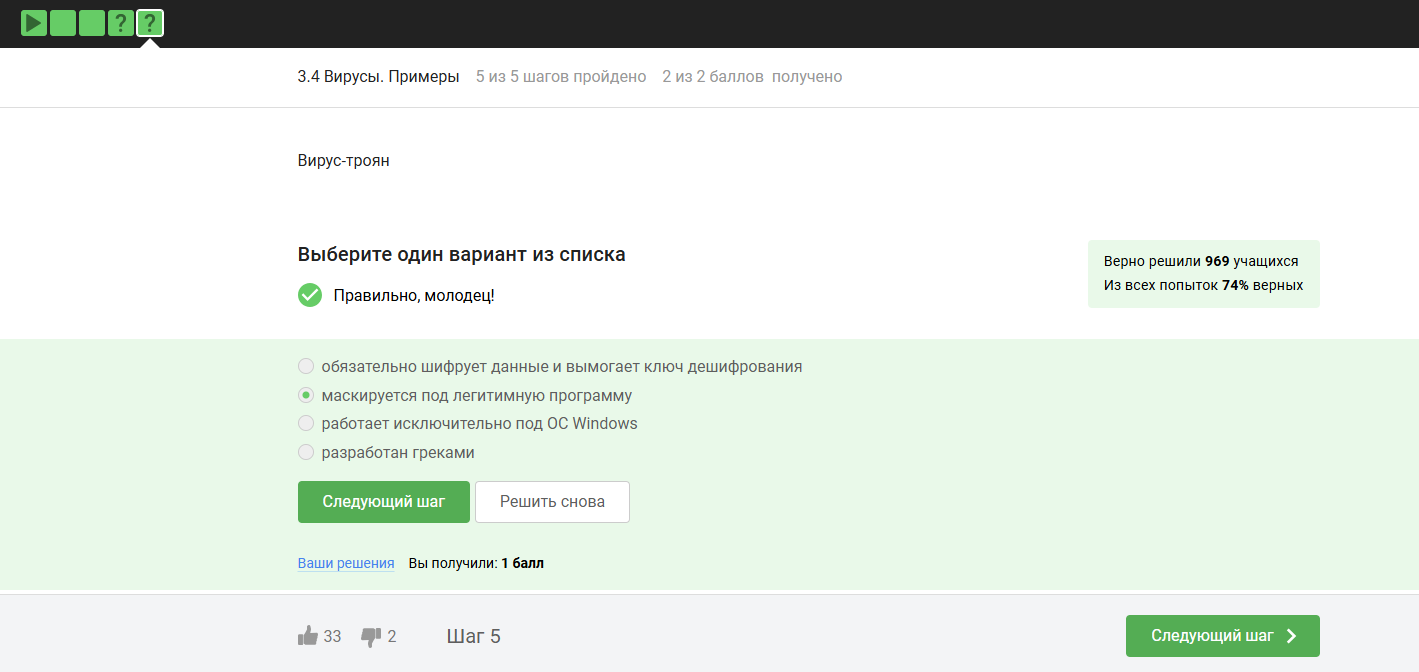 ? ?
3.4 Вирусы. Примеры 5 из 5 шагов пройдено 2 из 2 баллов получено
Вирус-троян
Выберите один вариант из списка
Правильно, молодец!
Верно решили 969 учащихся
Из всех попыток 74% верных
обязательно шифрует данные и вымогает ключ дешифрования
маскируется под легитимную программу
работает исключительно под ОС Windows
разработан греками
Следующий шаг Решить снова
Ваши решения Вы получили: 1 балл
33 2 Шаг 5 Следующий шаг